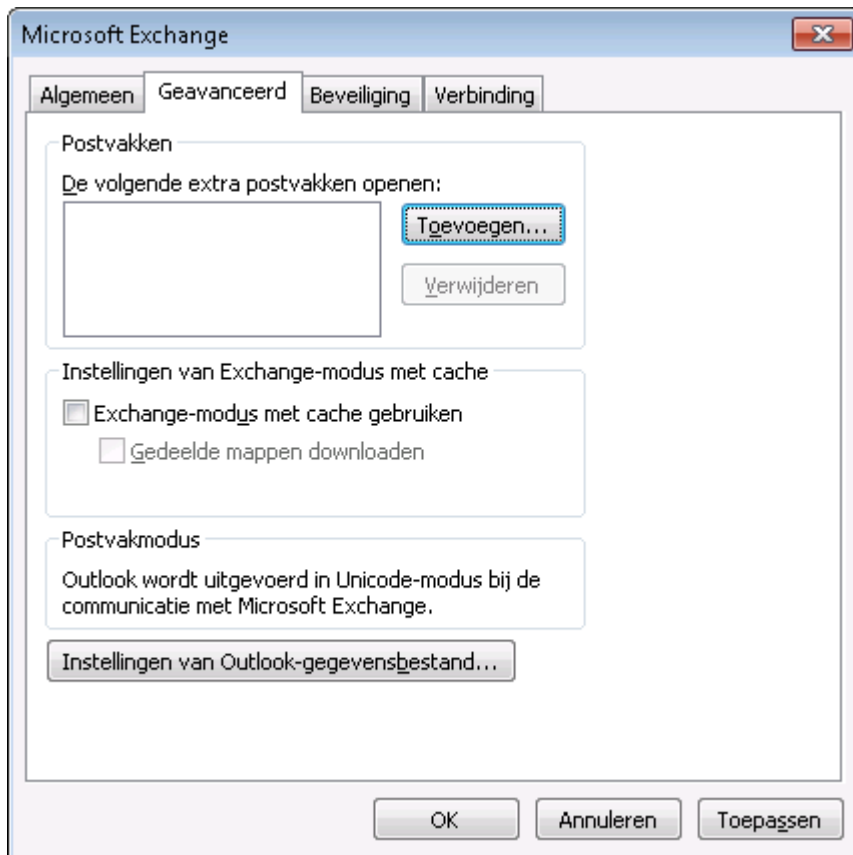 Microsoft Exchange
Algemeen Geavanceerd Beveiliging Verbinding
Postvakken
De volgende extra postvakken openen:
Toevoegen...
Verwijderen
Instellingen van Exchange-modus met cache
Exchange-modus met cache gebruiken
Gedeelde mappen downloaden
Postvakmodus
Outlook wordt uitgevoerd in Unicode-modus bij de
communicatie met Microsoft Exchange.
Instellingen van Outlook-gegevensbestand...
OK Annuleren Toepassen